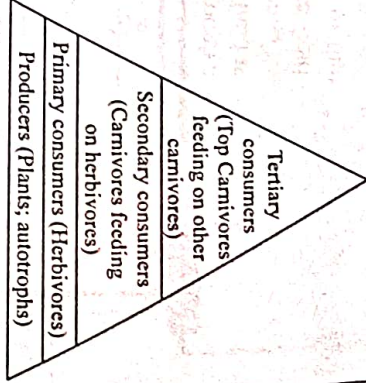 Tertiary
consumers
(Top Carnivores
feeding on other
carnivores)
Secondary consumers
(Carnivores feeding
on herbivores)
Primary consumers (Herbivores)
Producers (Plants; autotrophs)